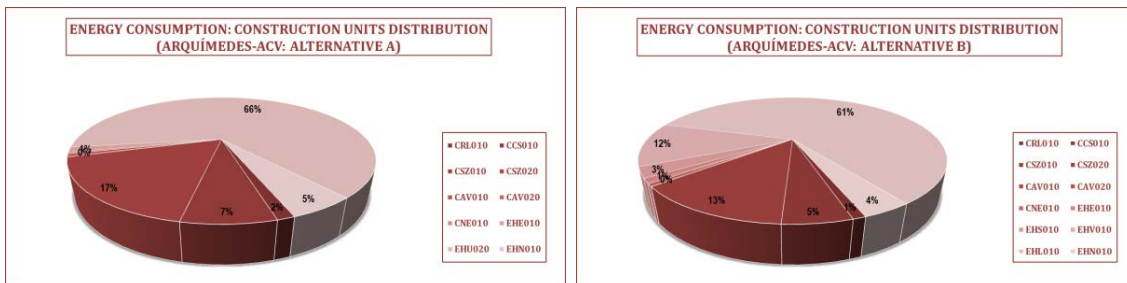 ENERGY CONSUMPTION: CONSTRUCTION UNITS DISTRIBUTION
(ARQUÍMEDES-ACV: ALTERNATIVE A)
66%
17%
7%
2%
5%
CRL010 CCS010
CSZ010 CSZ020
CAV010 CAV020
CNE010 EHE010
EHU020 EHN010
ENERGY CONSUMPTION: CONSTRUCTION UNITS DISTRIBUTION
(ARQUÍMEDES-ACV: ALTERNATIVE B)
61%
12%
3%
13%
5%
1%
4%
CRL010 CCS010
CSZ010 CSZ020
CAV010 CAV020
CNE010 EHE010
EHS010 EHV010
EHL010 EHN010